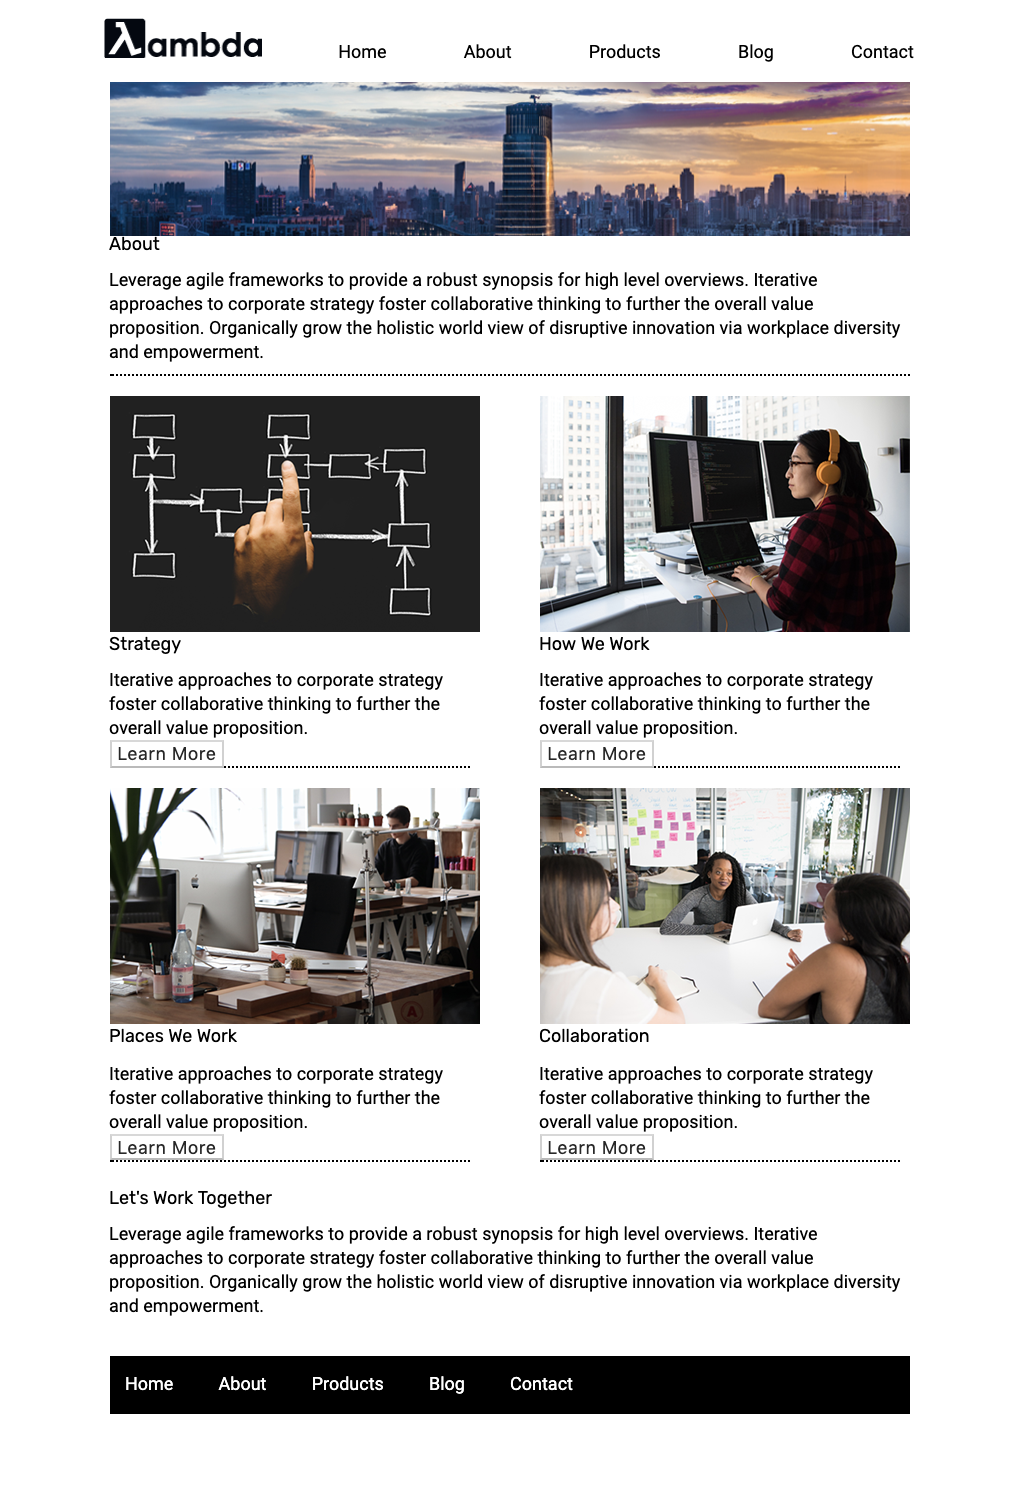 λambda
Home About Products Blog Contact
About
Leverage agile frameworks to provide a robust synopsis for high level overviews. Iterative
approaches to corporate strategy foster collaborative thinking to further the overall value
proposition. Organically grow the holistic world view of disruptive innovation via workplace diversity
and empowerment.
Strategy
Iterative approaches to corporate strategy
foster collaborative thinking to further the
overall value proposition.
Learn More
How We Work
Iterative approaches to corporate strategy
foster collaborative thinking to further the
overall value proposition.
Learn More
Places We Work
Iterative approaches to corporate strategy
foster collaborative thinking to further the
overall value proposition.
Learn More
Collaboration
Iterative approaches to corporate strategy
foster collaborative thinking to further the
overall value proposition.
Learn More
Let's Work Together
Leverage agile frameworks to provide a robust synopsis for high level overviews. Iterative
approaches to corporate strategy foster collaborative thinking to further the overall value
proposition. Organically grow the holistic world view of disruptive innovation via workplace diversity
and empowerment.
Home About Products Blog Contact